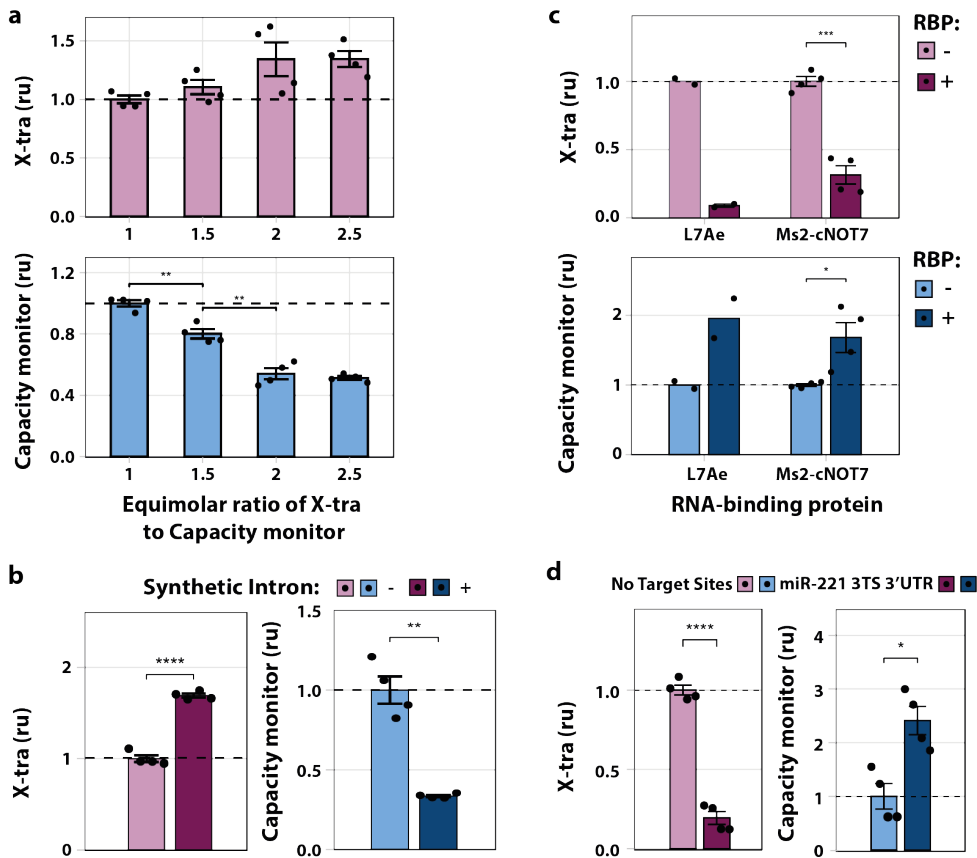 a
X-tra (ru)
1.5
1.0
0.5
0.0
1 1.5 2 2.5
Capacity monitor (ru)
1.2
0.8
0.4
0.0
**
**
1 1.5 2 2.5
Equimolar ratio of X-tra
to Capacity monitor
c
RBP:
-
+
X-tra (ru)
1.0
0.5
0.0
***
L7Ae Ms2-cNOT7
RBP:
-
+
Capacity monitor (ru)
2
1
0
*
L7Ae Ms2-cNOT7
RNA-binding protein
b
Synthetic Intron: - +
X-tra (ru)
2
1
0
****
Capacity monitor (ru)
1.5
1.0
0.5
0.0
**
d
No Target Sites miR-221 3TS 3'UTR
X-tra (ru)
1.0
0.5
0.0
****
Capacity monitor (ru)
4
3
2
1
0
*